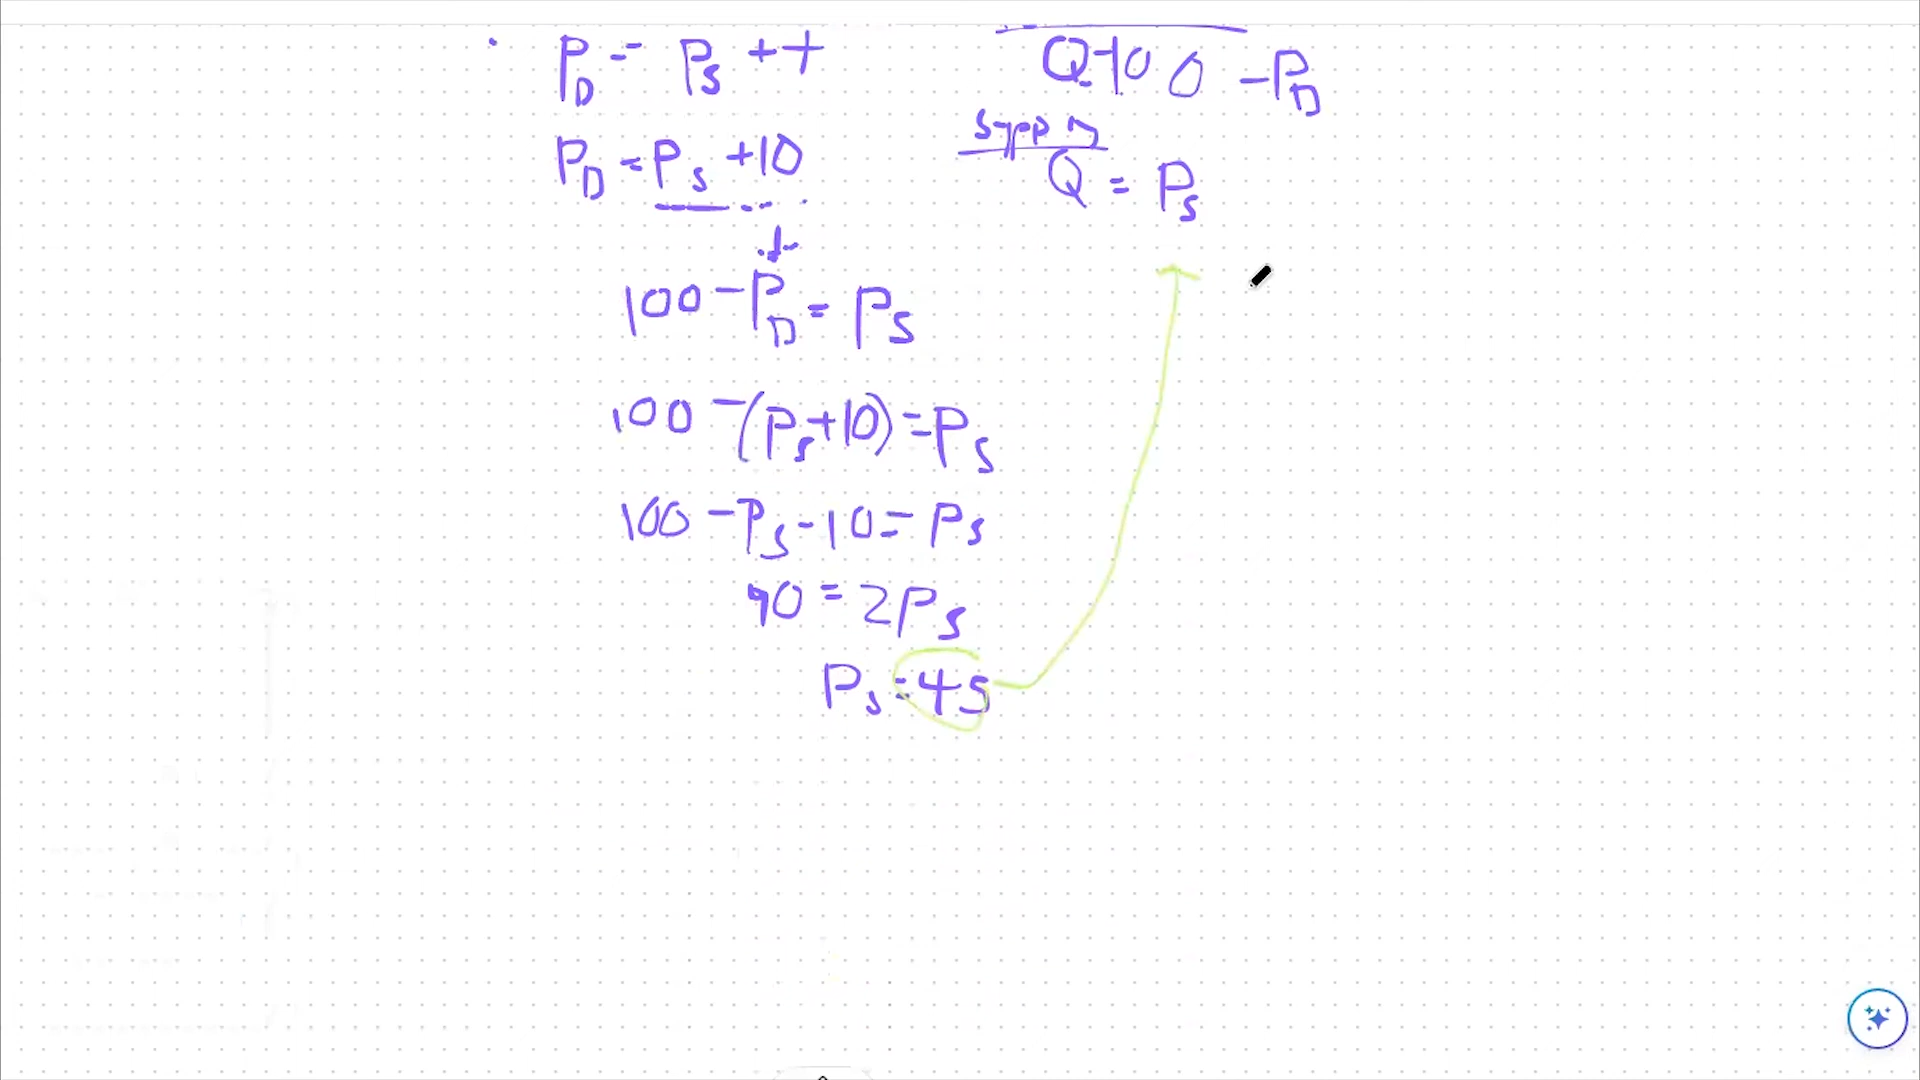 P_D = P_S + t
P_D = P_S + 10
100 - P_D = P_S
100 - (P_S + 10) = P_S
100 - P_S - 10 = P_S
90 = 2P_S
P_S = 45
Q = 100 - P_D
Supply
Q = P_S